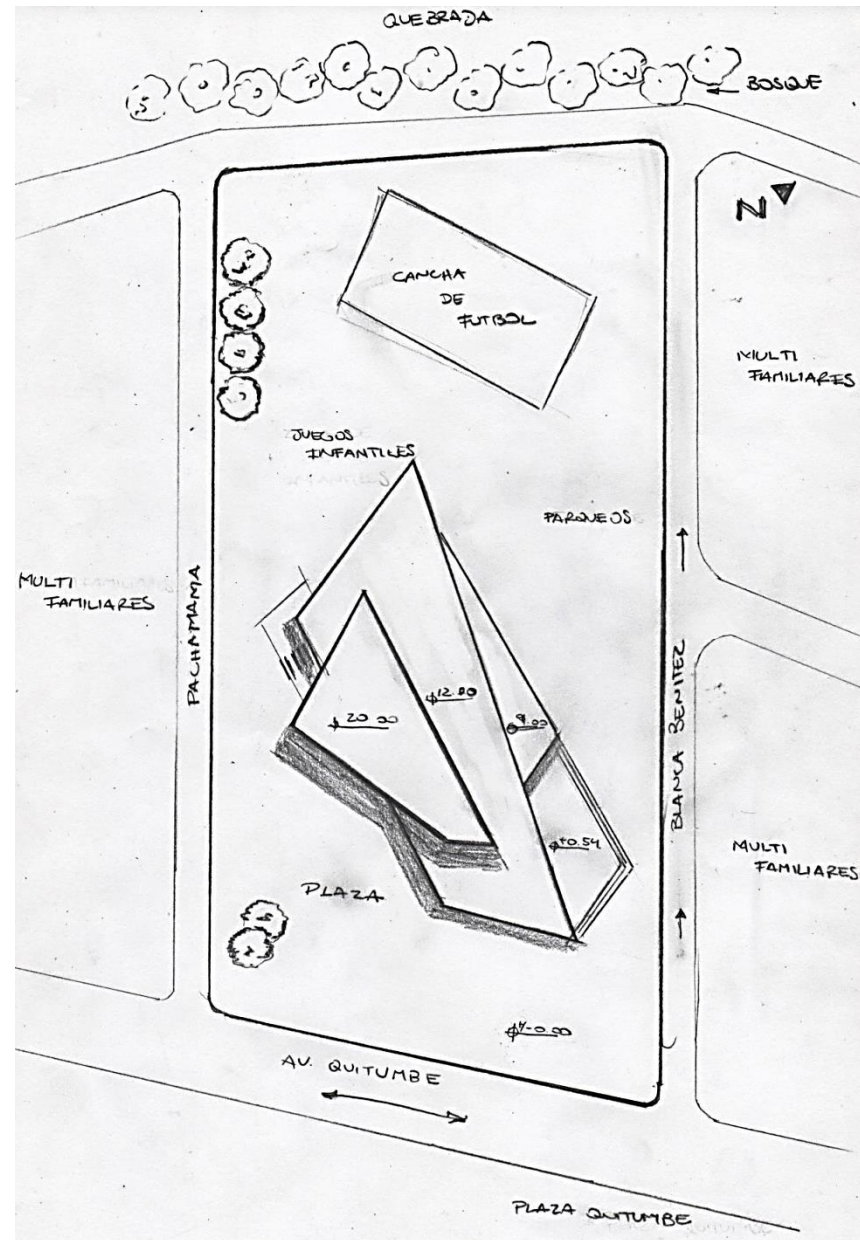 QUEBRADA
BOSQUE
N
CANCHA
DE
FUTBOL
MULTI
FAMILIARES
JUEGOS
INFANTILES
PARQUEOS
MULTI
FAMILIARES
PACHAMAMA
BLANCA BENITEZ
20.00
12.80
9.00
+0.54
MULTI
FAMILIARES
PLAZA
+/-0.00
AV. QUITUMBE
PLAZA QUITUMBE